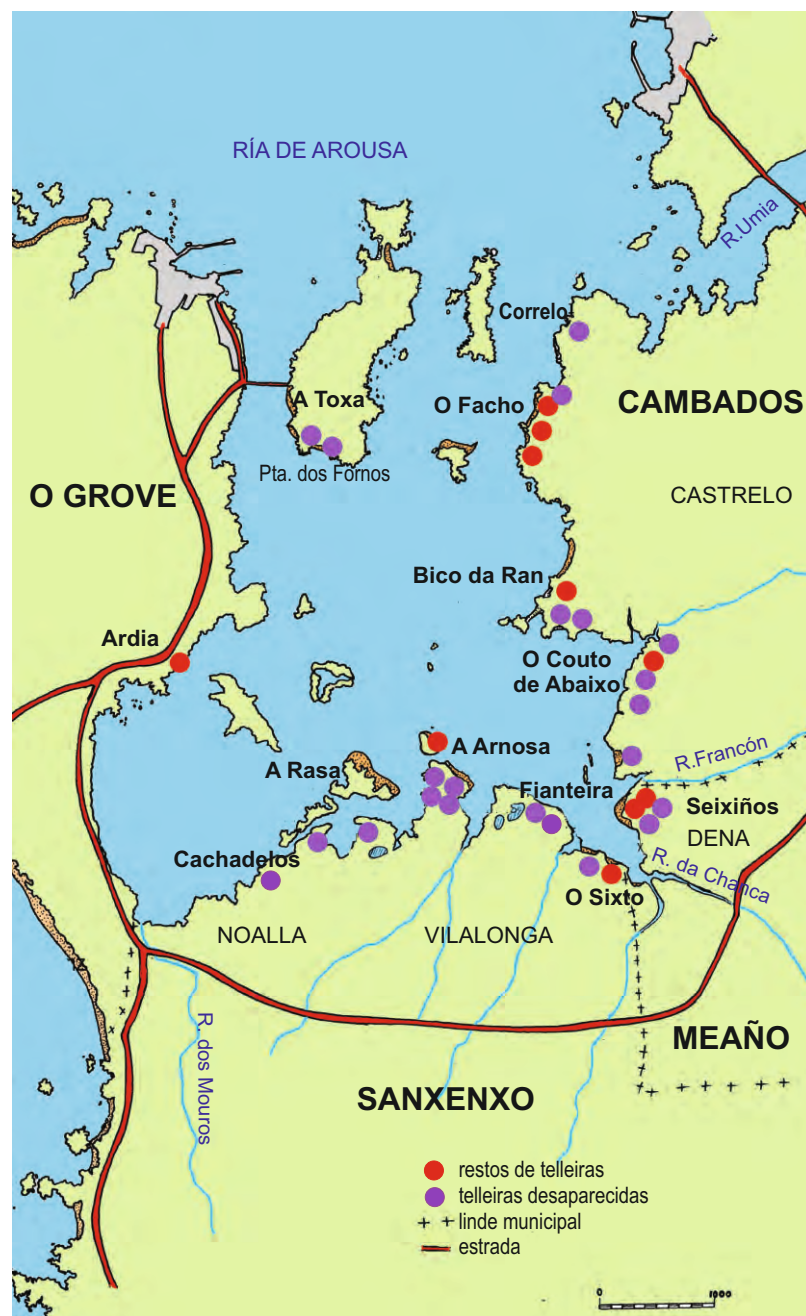 RÍA DE AROUSA
R.Umia
Correlo
A Toxa
O Facho
CAMBADOS
Pta. dos Fornos
O GROVE
CASTRELO
Bico da Ran
Ardia
O Couto
de Abaixo
A Arnosa
R.Francón
A Rasa
Fianteira
Seixiños
DENA
Cachadelos
R. da Chanca
O Sixto
NOALLA
VILALONGA
R. dos Mouros
MEAÑO
SANXENXO
restos de telleiras
telleiras desaparecidas
linde municipal
estrada
0 1000